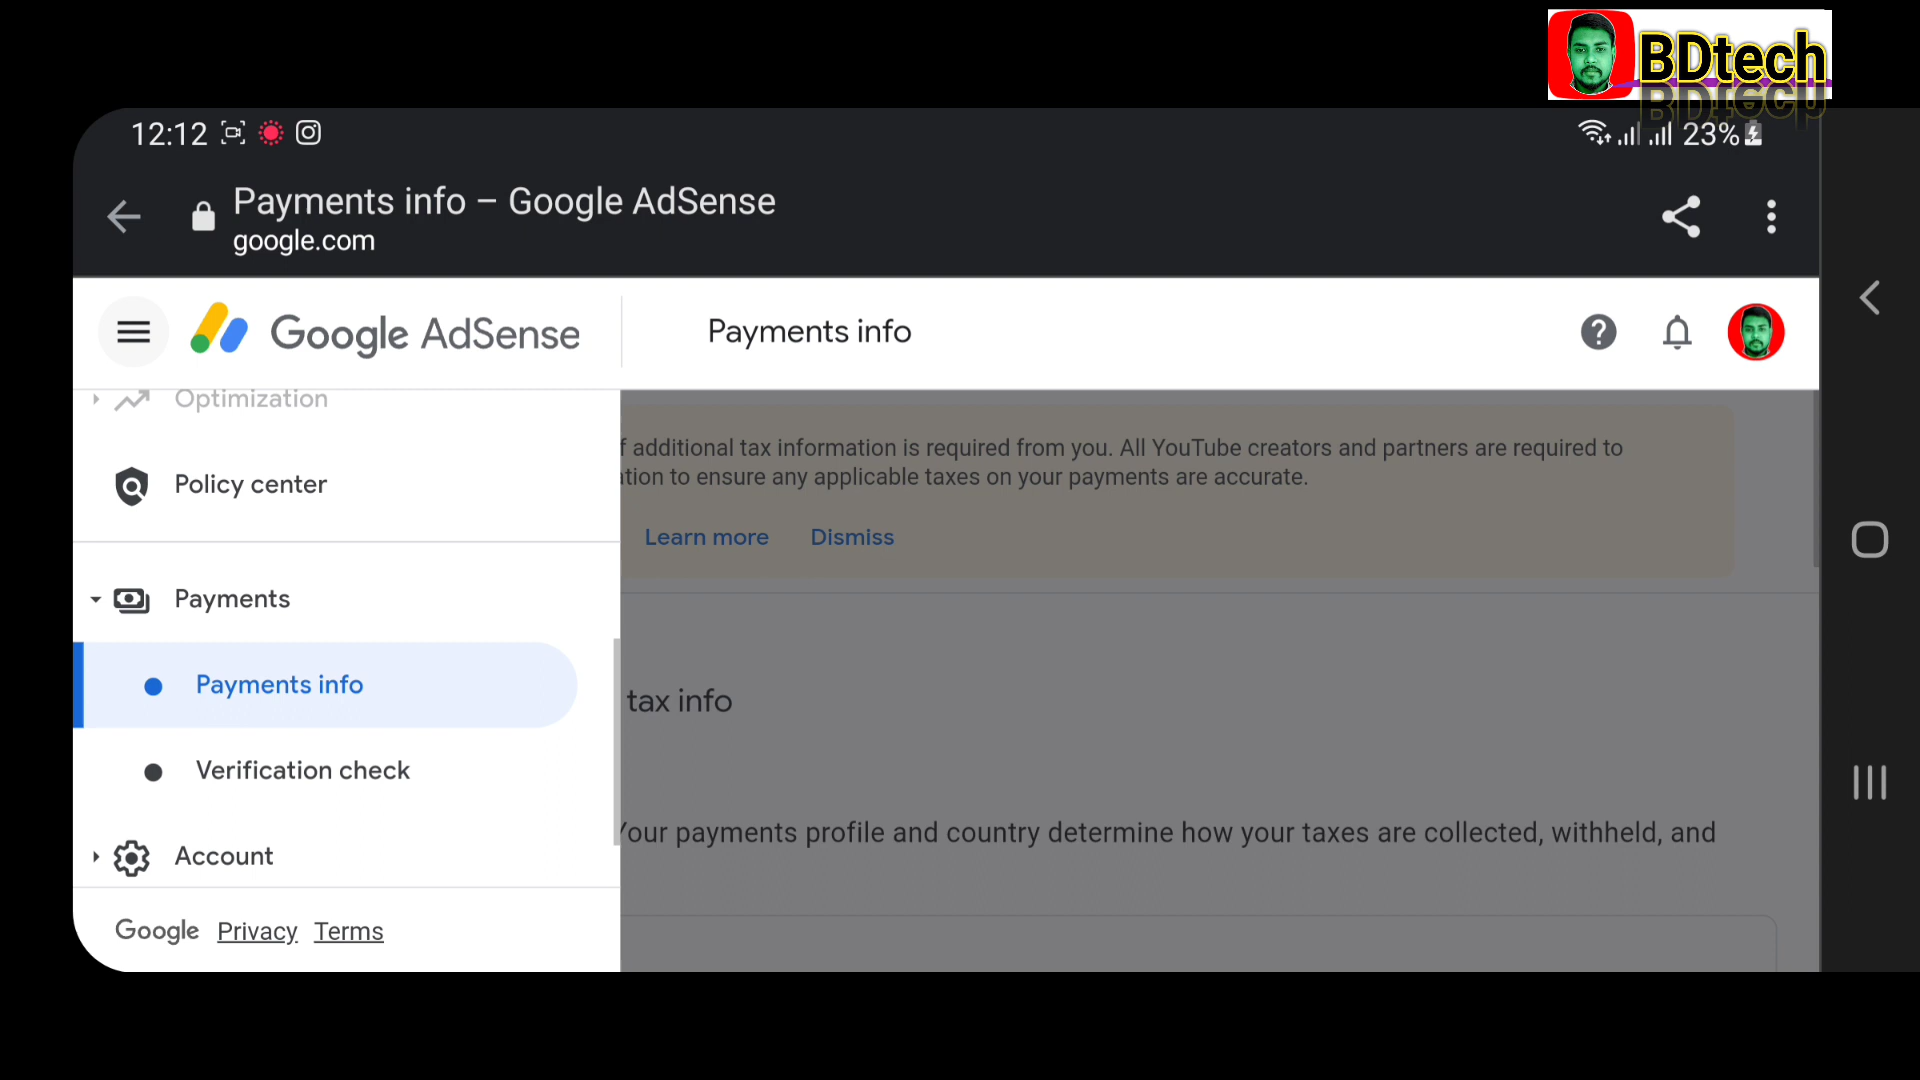 BDtech
12:12
23%
Payments info – Google AdSense
google.com
Google AdSense
Payments info
Optimization
additional tax information is required from you. All YouTube creators and partners are required to
to ensure any applicable taxes on your payments are accurate.
Policy center
Learn more Dismiss
Payments
Payments info
tax info
Verification check
Your payments profile and country determine how your taxes are collected, withheld, and
Account
Google Privacy Terms